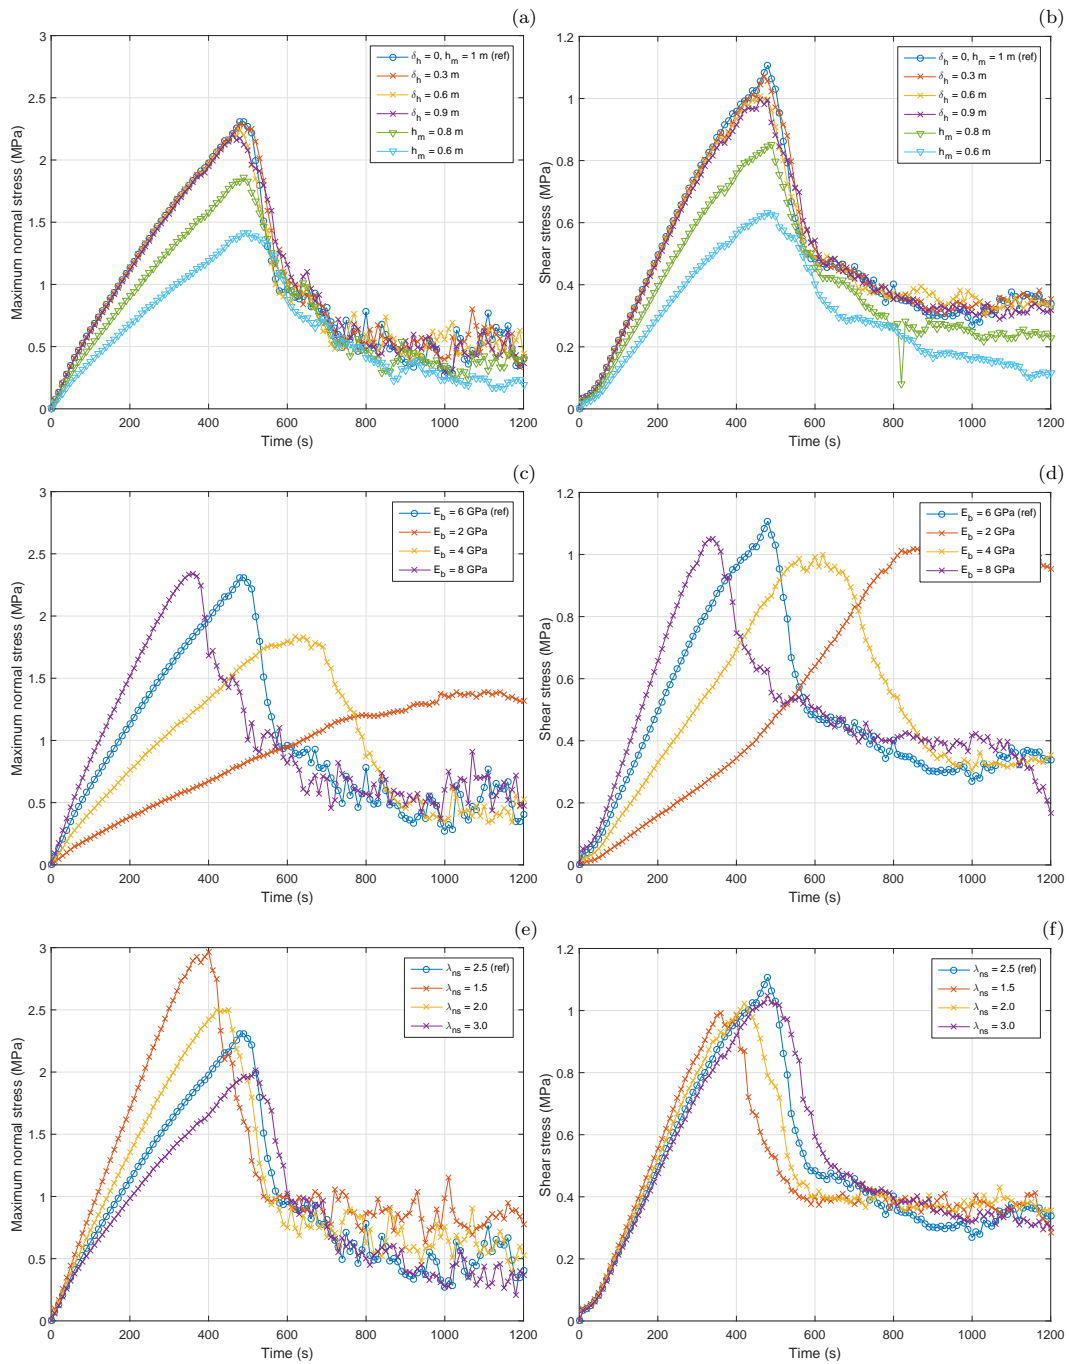 (a)
Maximum normal stress (MPa)
3
2.5
2
1.5
1
0.5
0
δh = 0, hm = 1 m (ref)
δh = 0.3 m
δh = 0.6 m
δh = 0.9 m
hm = 0.8 m
hm = 0.6 m
0 200 400 600 800 1000 1200
Time (s)
(b)
Shear stress (MPa)
1.2
1
0.8
0.6
0.4
0.2
0
δh = 0, hm = 1 m (ref)
δh = 0.3 m
δh = 0.6 m
δh = 0.9 m
hm = 0.8 m
hm = 0.6 m
0 200 400 600 800 1000 1200
Time (s)
(c)
Maximum normal stress (MPa)
3
2.5
2
1.5
1
0.5
0
Eb = 6 GPa (ref)
Eb = 2 GPa
Eb = 4 GPa
Eb = 8 GPa
0 200 400 600 800 1000 1200
Time (s)
(d)
Shear stress (MPa)
1.2
1
0.8
0.6
0.4
0.2
0
Eb = 6 GPa (ref)
Eb = 2 GPa
Eb = 4 GPa
Eb = 8 GPa
0 200 400 600 800 1000 1200
Time (s)
(e)
Maximum normal stress (MPa)
3
2.5
2
1.5
1
0.5
0
λns = 2.5 (ref)
λns = 1.5
λns = 2.0
λns = 3.0
0 200 400 600 800 1000 1200
Time (s)
(f)
Shear stress (MPa)
1.2
1
0.8
0.6
0.4
0.2
0
λns = 2.5 (ref)
λns = 1.5
λns = 2.0
λns = 3.0
0 200 400 600 800 1000 1200
Time (s)